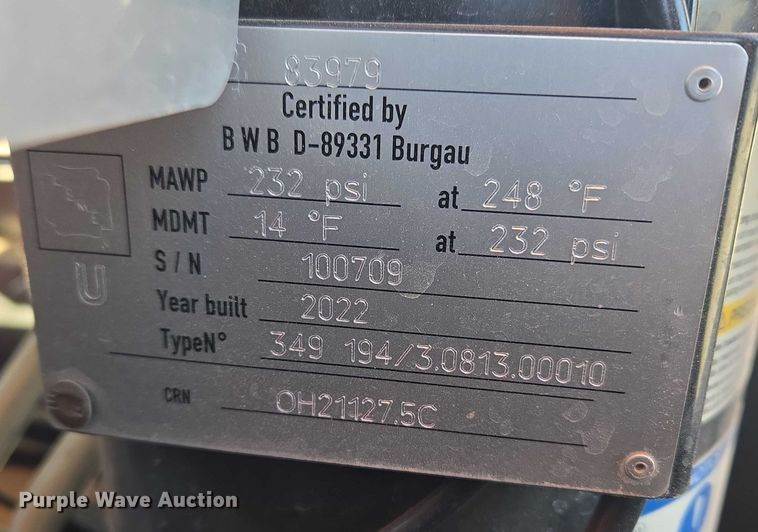 83979
Certified by
B W B D-89331 Burgau
MAWP 232 psi at 248 °F
MDMT 14 °F at 232 psi
S / N 100709
Year built 2022
TypeN° 349 194/3.0813.00010
CRN OH21127.5C
U
Purple Wave Auction